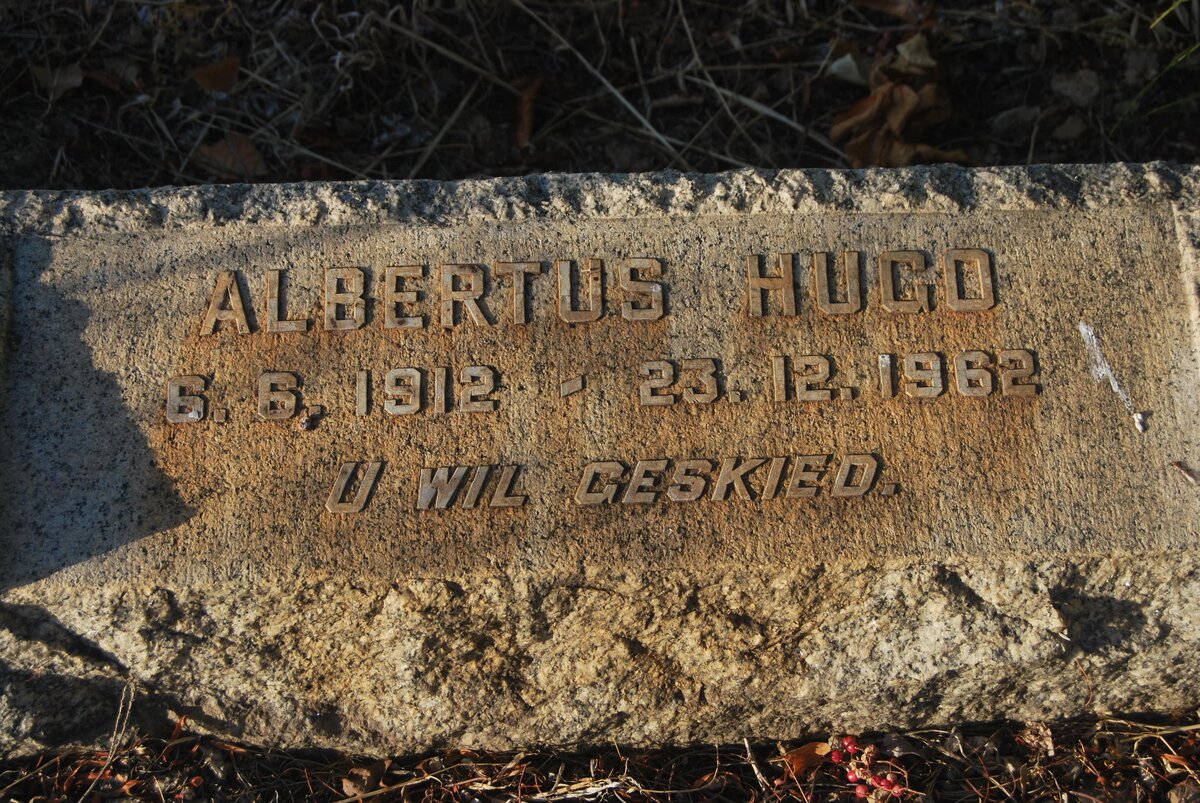 ALBERTUS HUGO
6. 6. 1912 - 23. 12. 1962
U WIL GESKIED.